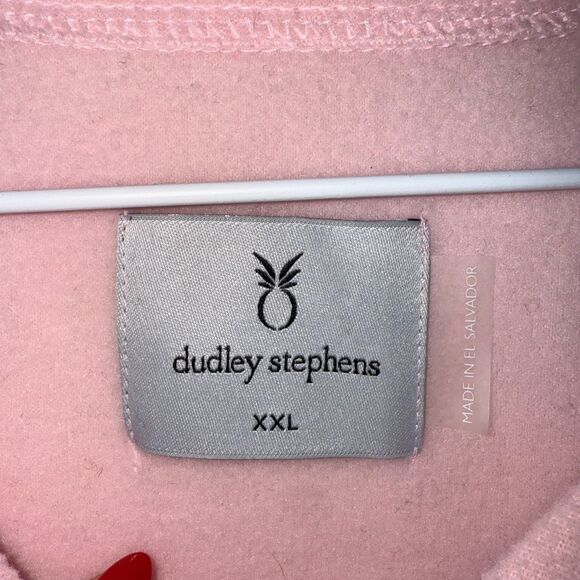 dudley stephens
XXL
MADE IN EL SALVADOR